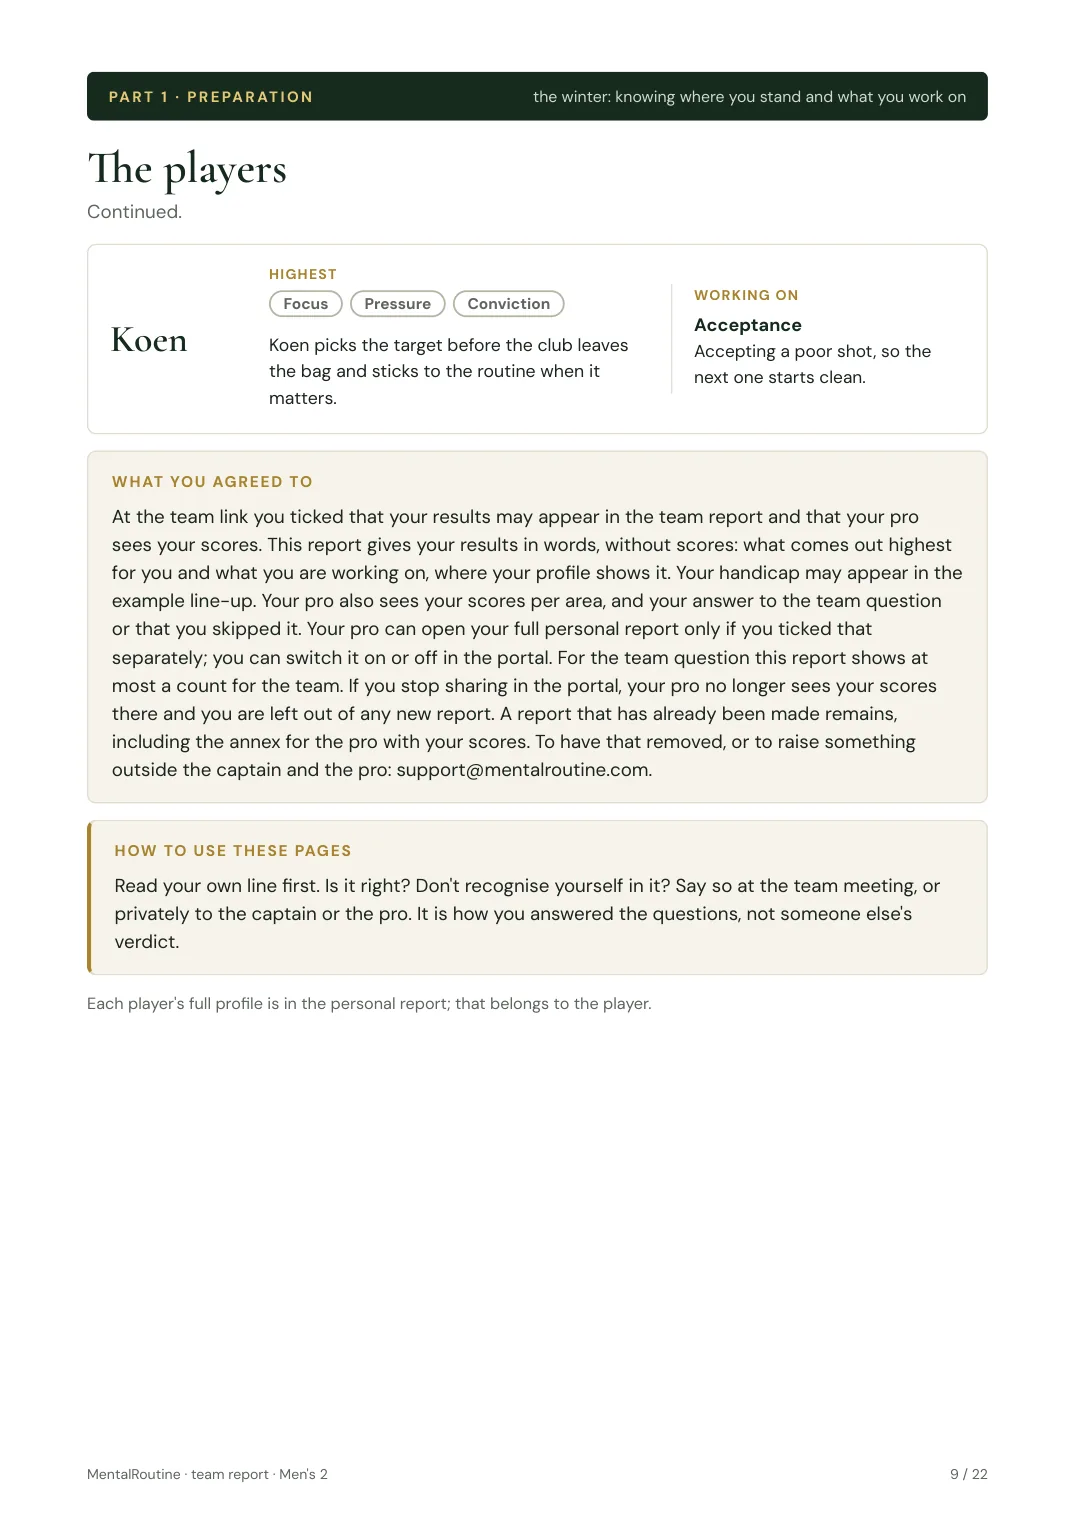 PART 1 · PREPARATION
the winter: knowing where you stand and what you work on
The players
Continued.
Koen
HIGHEST
Focus Pressure Conviction
Koen picks the target before the club leaves
the bag and sticks to the routine when it
matters.
WORKING ON
Acceptance
Accepting a poor shot, so the
next one starts clean.
WHAT YOU AGREED TO
At the team link you ticked that your results may appear in the team report and that your pro
sees your scores. This report gives your results in words, without scores: what comes out highest
for you and what you are working on, where your profile shows it. Your handicap may appear in the
example line-up. Your pro also sees your scores per area, and your answer to the team question
or that you skipped it. Your pro can open your full personal report only if you ticked that
separately; you can switch it on or off in the portal. For the team question this report shows at
most a count for the team. If you stop sharing in the portal, your pro no longer sees your scores
there and you are left out of any new report. A report that has already been made remains,
including the annex for the pro with your scores. To have that removed, or to raise something
outside the captain and the pro: support@mentalroutine.com.
HOW TO USE THESE PAGES
Read your own line first. Is it right? Don't recognise yourself in it? Say so at the team meeting, or
privately to the captain or the pro. It is how you answered the questions, not someone else's
verdict.
Each player's full profile is in the personal report; that belongs to the player.
MentalRoutine · team report · Men's 2
9 / 22